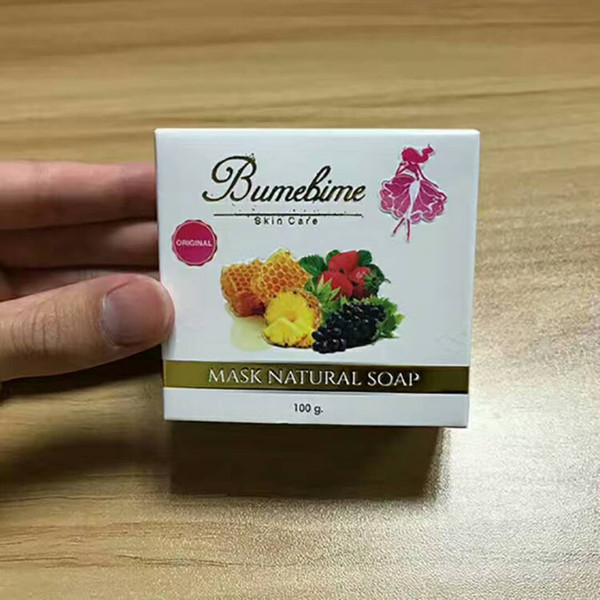 Bumebime
Skin Care
ORIGINAL
MASK NATURAL SOAP
100 g.